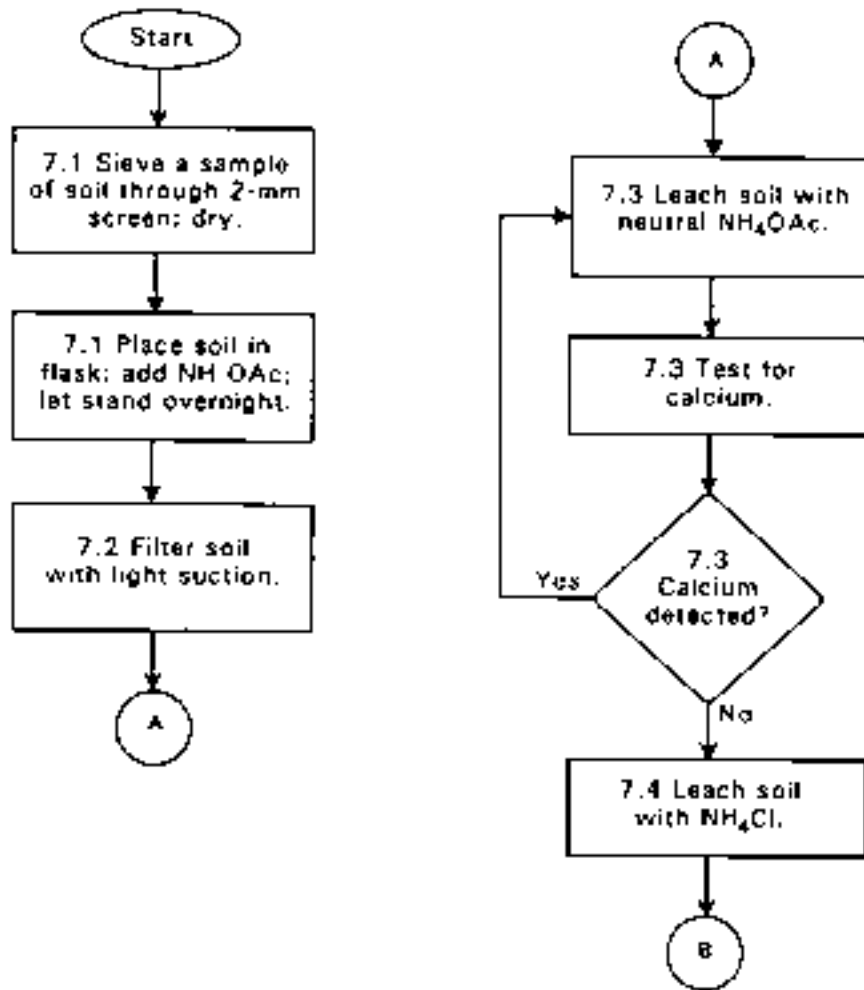 Start
7.1 Sieve a sample
of soil through 2-mm
screen; dry.
7.1 Place soil in
flask; add NH OAc;
let stand overnight.
7.2 Filter soil
with light suction.
A
A
7.3 Leach soil with
neutral NH₄OAc.
7.3 Test for
calcium.
7.3
Calcium
detected?
Yes
No
7.4 Leach soil
with NH₄Cl.
B